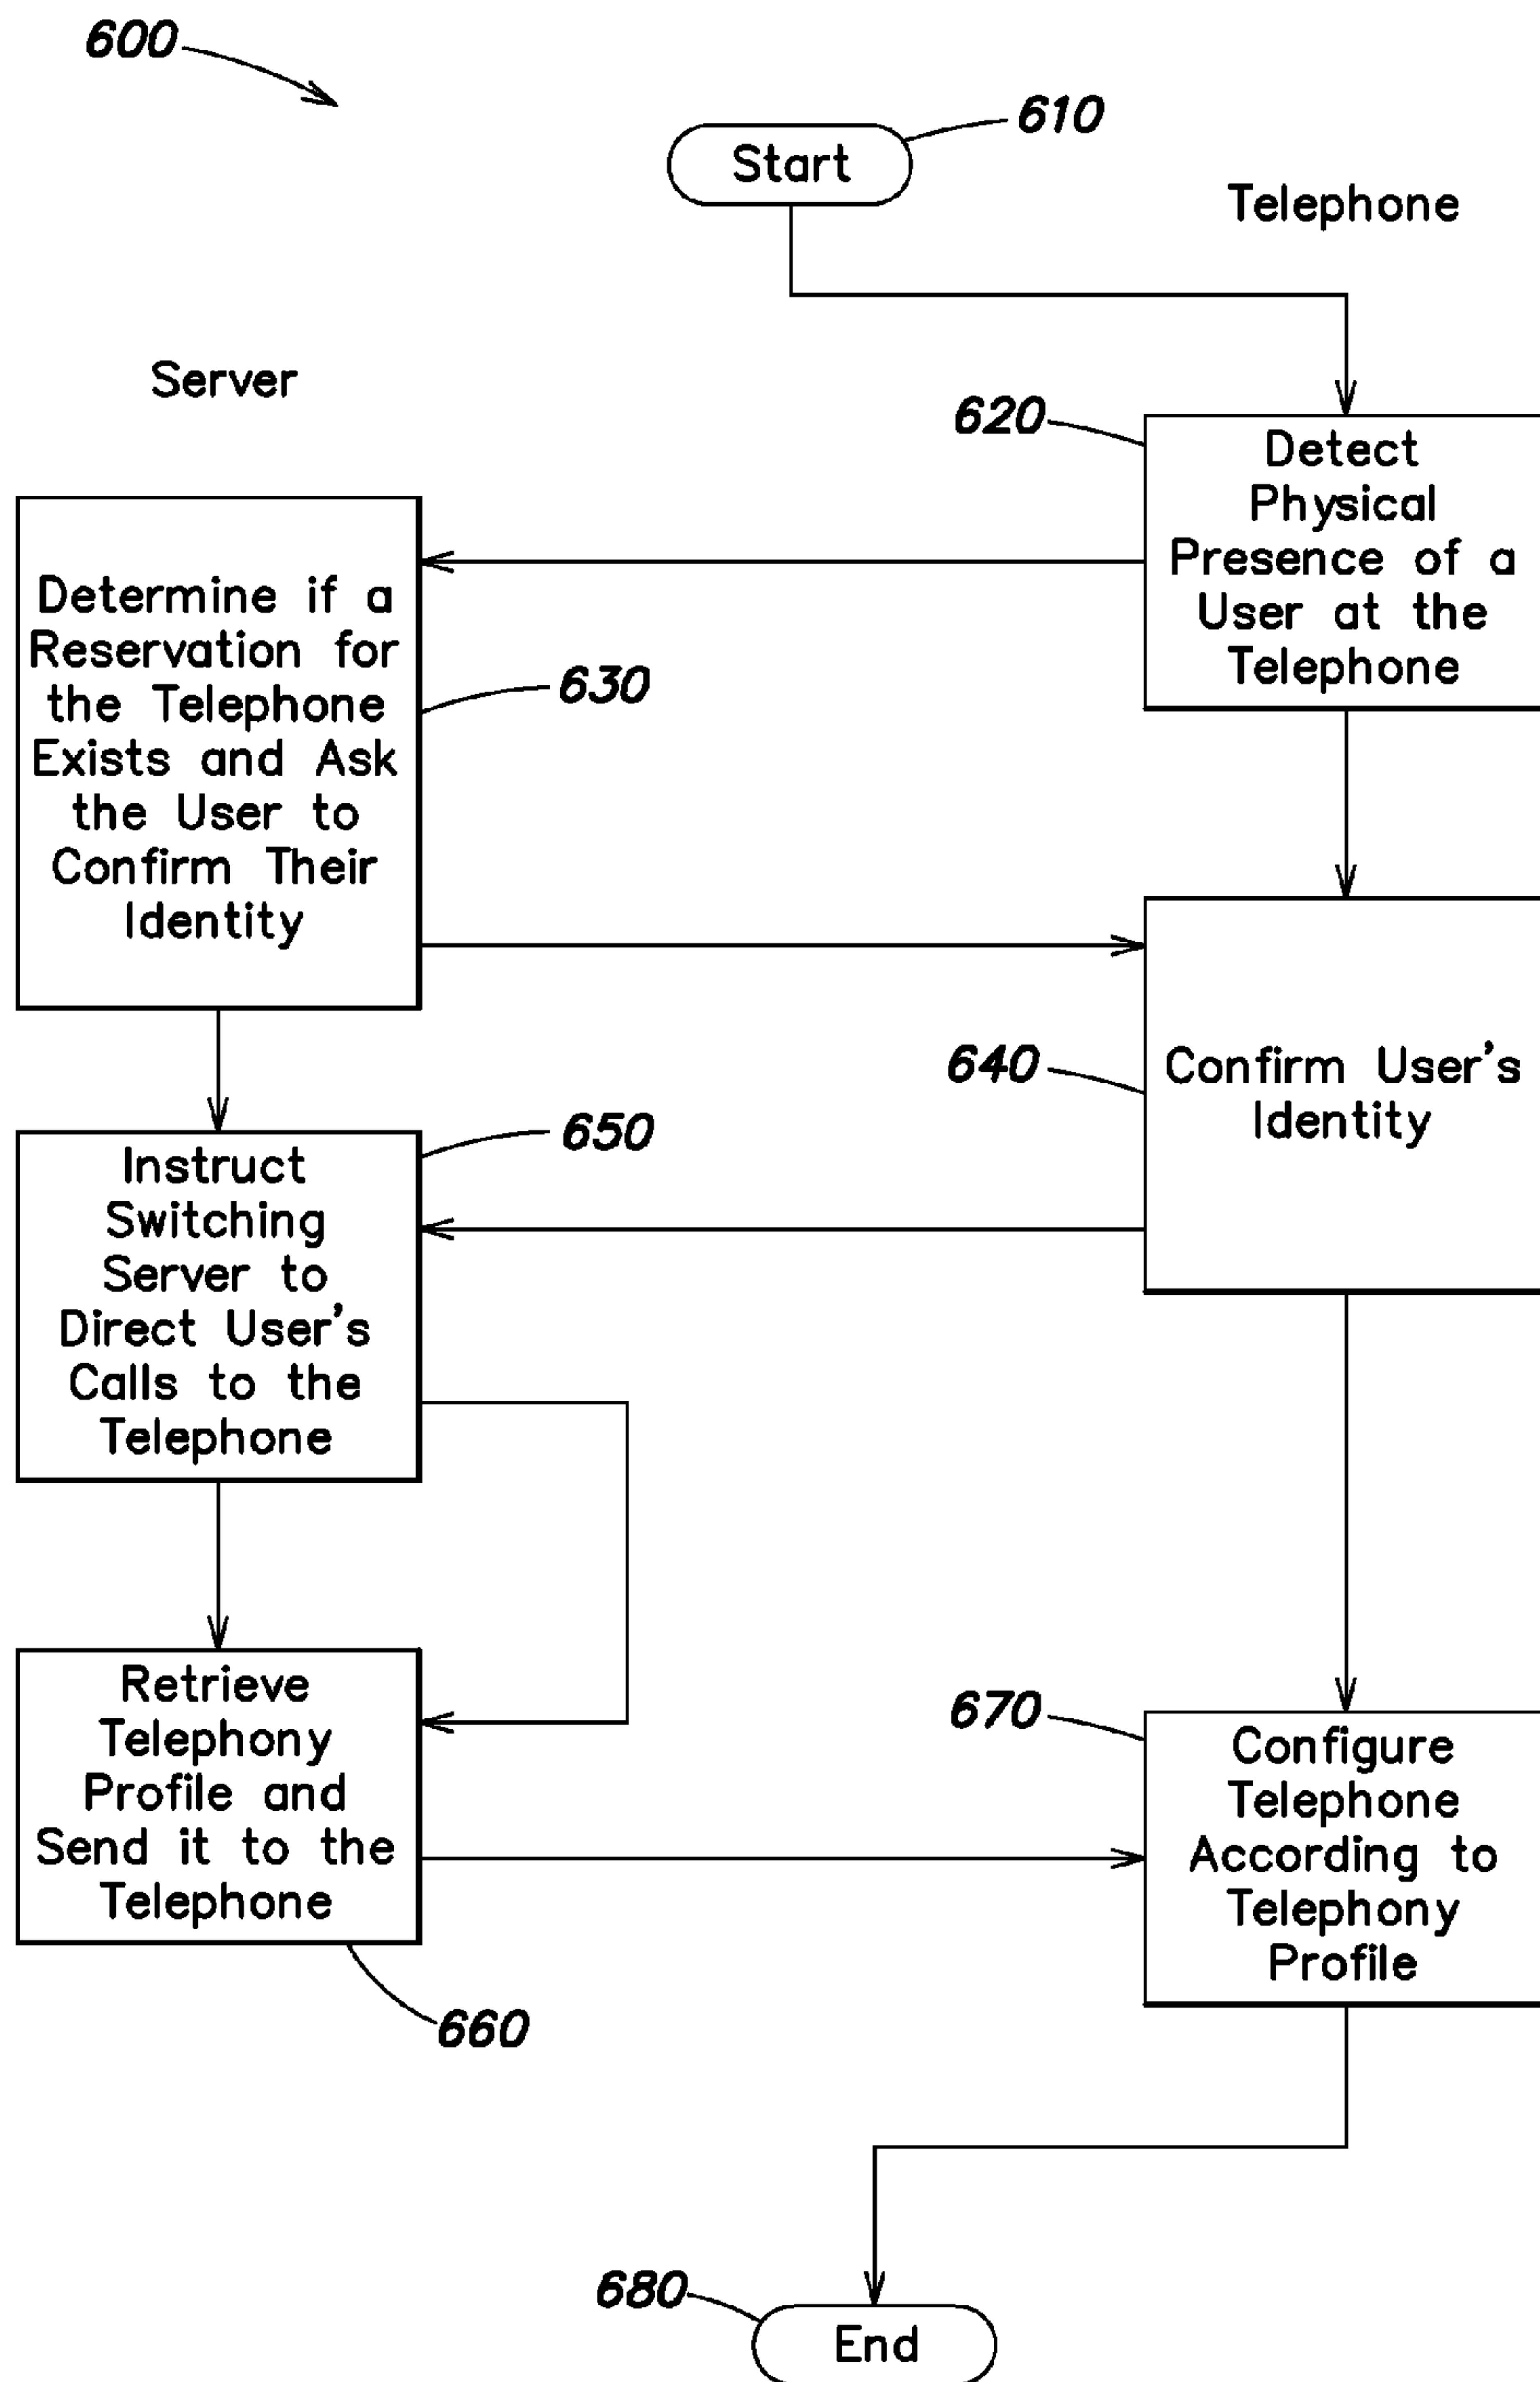 600
610
Start
Telephone
Server
620
Detect
Physical
Presence of a
User at the
Telephone
Determine if a
Reservation for
the Telephone
Exists and Ask
the User to
Confirm Their
Identity
630
640
Confirm User's
Identity
650
Instruct
Switching
Server to
Direct User's
Calls to the
Telephone
Retrieve
Telephony
Profile and
Send it to the
Telephone
660
670
Configure
Telephone
According to
Telephony
Profile
680
End